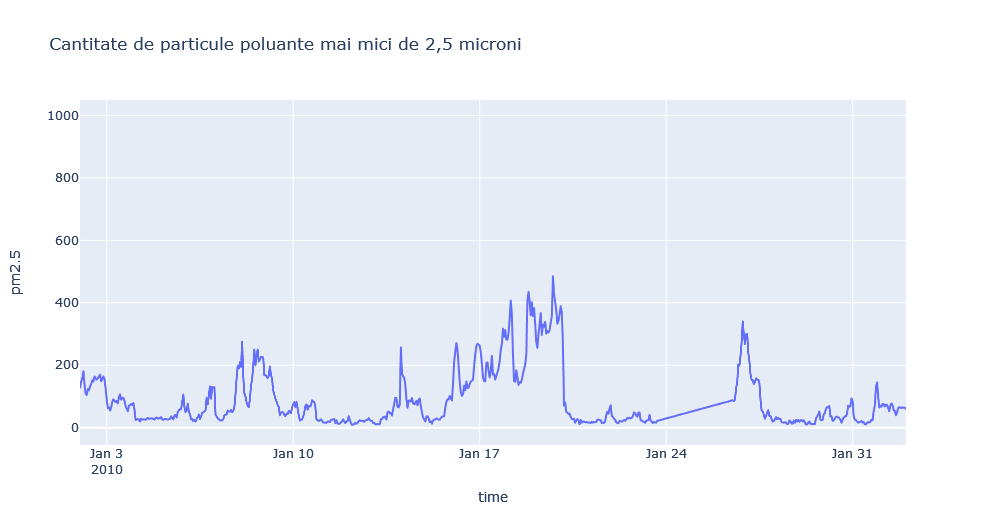 Cantitate de particule poluante mai mici de 2,5 microni
1000
800
600
400
200
0
pm2.5
Jan 3
2010
Jan 10
Jan 17
Jan 24
Jan 31
time